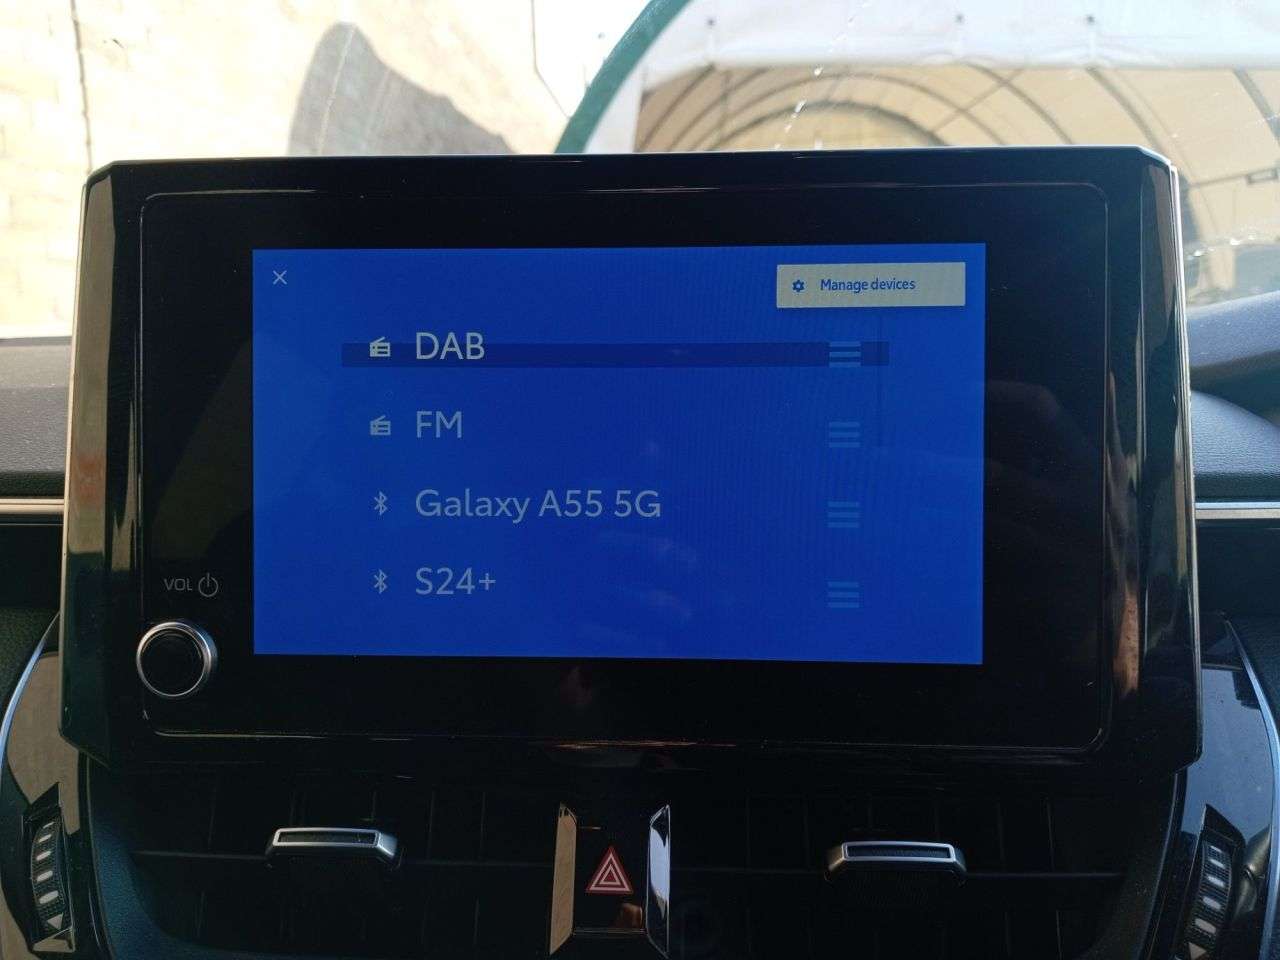 Manage devices
DAB
FM
Galaxy A55 5G
S24+
VOL